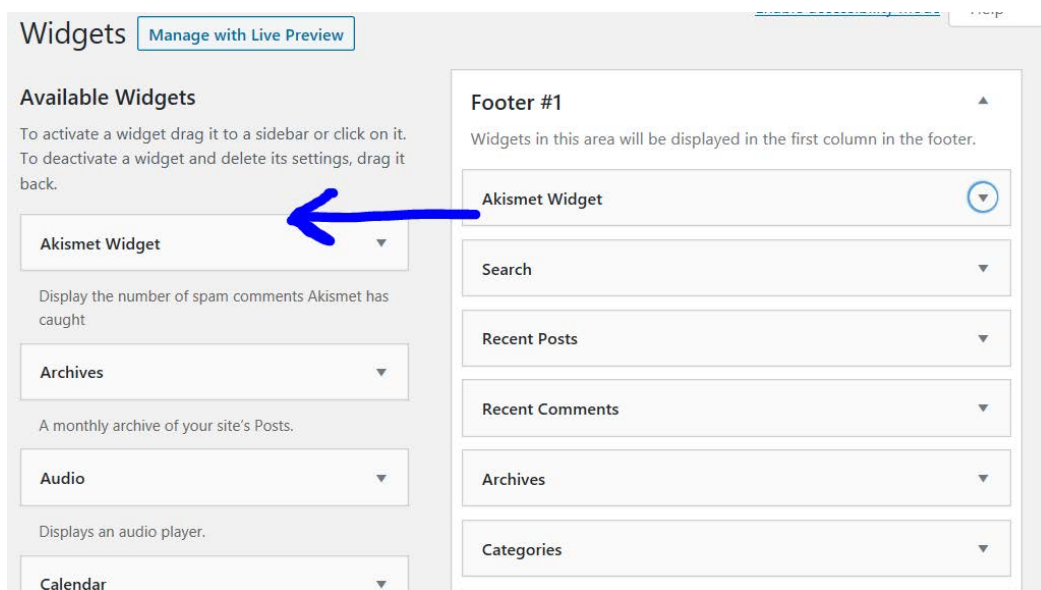 Widgets
Manage with Live Preview
Available Widgets
To activate a widget drag it to a sidebar or click on it.
To deactivate a widget and delete its settings, drag it
back.
Akismet Widget
Display the number of spam comments Akismet has
caught
Archives
A monthly archive of your site's Posts.
Audio
Displays an audio player.
Calendar
Enable accessibility mode
Help
Footer #1
Widgets in this area will be displayed in the first column in the footer.
Akismet Widget
Search
Recent Posts
Recent Comments
Archives
Categories